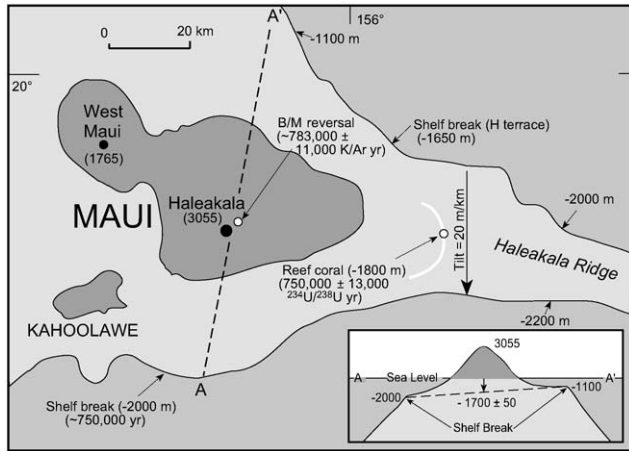 A'
156°
-1100 m
0
20 km
20°
West
Maui
(1765)
B/M reversal
(~783,000 ±
11,000 K/Ar yr)
Shelf break (H terrace)
(-1650 m)
Haleakala
(3055)
MAUI
-2000 m
Tilt = 20 m/km
Haleakala Ridge
Reef coral (-1800 m)
(750,000 ± 13,000
234U/238U yr)
KAHOOLAWE
-2200 m
A
Shelf break (-2000 m)
(~750,000 yr)
3055
A
Sea Level
A'
-2000
-1700 ± 50
-1100
Shelf Break